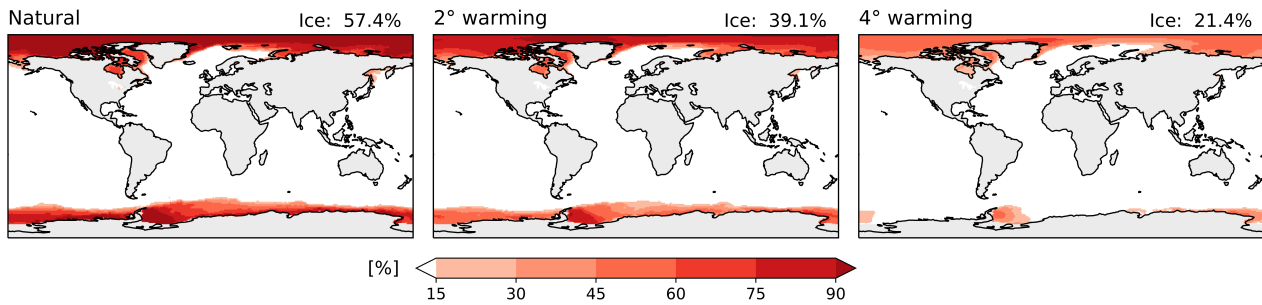 Natural Ice: 57.4%
2° warming Ice: 39.1%
4° warming Ice: 21.4%
[%]
15 30 45 60 75 90